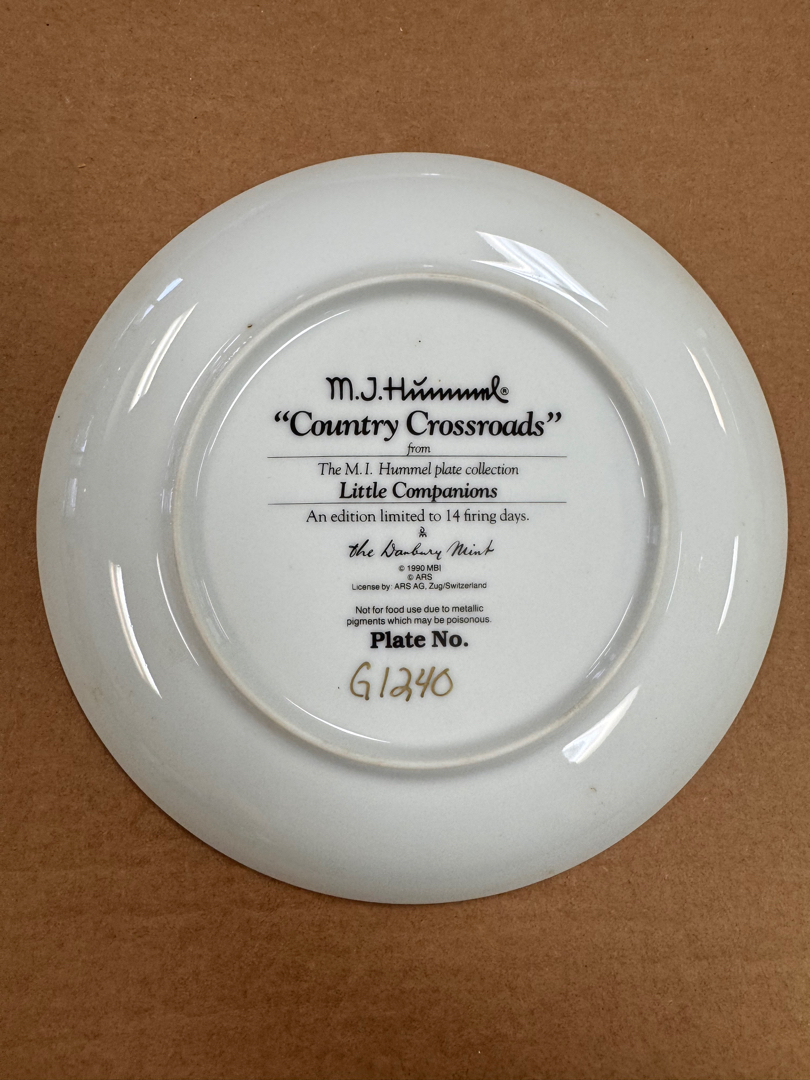 M.J.Hummel®
“Country Crossroads”
from
The M.I. Hummel plate collection
Little Companions
An edition limited to 14 firing days.
the Danbury Mint
© 1990 MBI
© ARS
License by: ARS AG, Zug/Switzerland
Not for food use due to metallic
pigments which may be poisonous.
Plate No.
G1240